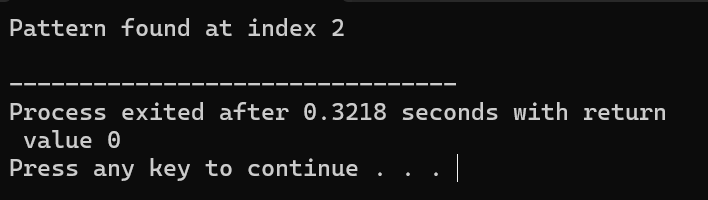 Pattern found at index 2
--------------------------------
Process exited after 0.3218 seconds with return
 value 0
Press any key to continue . . .